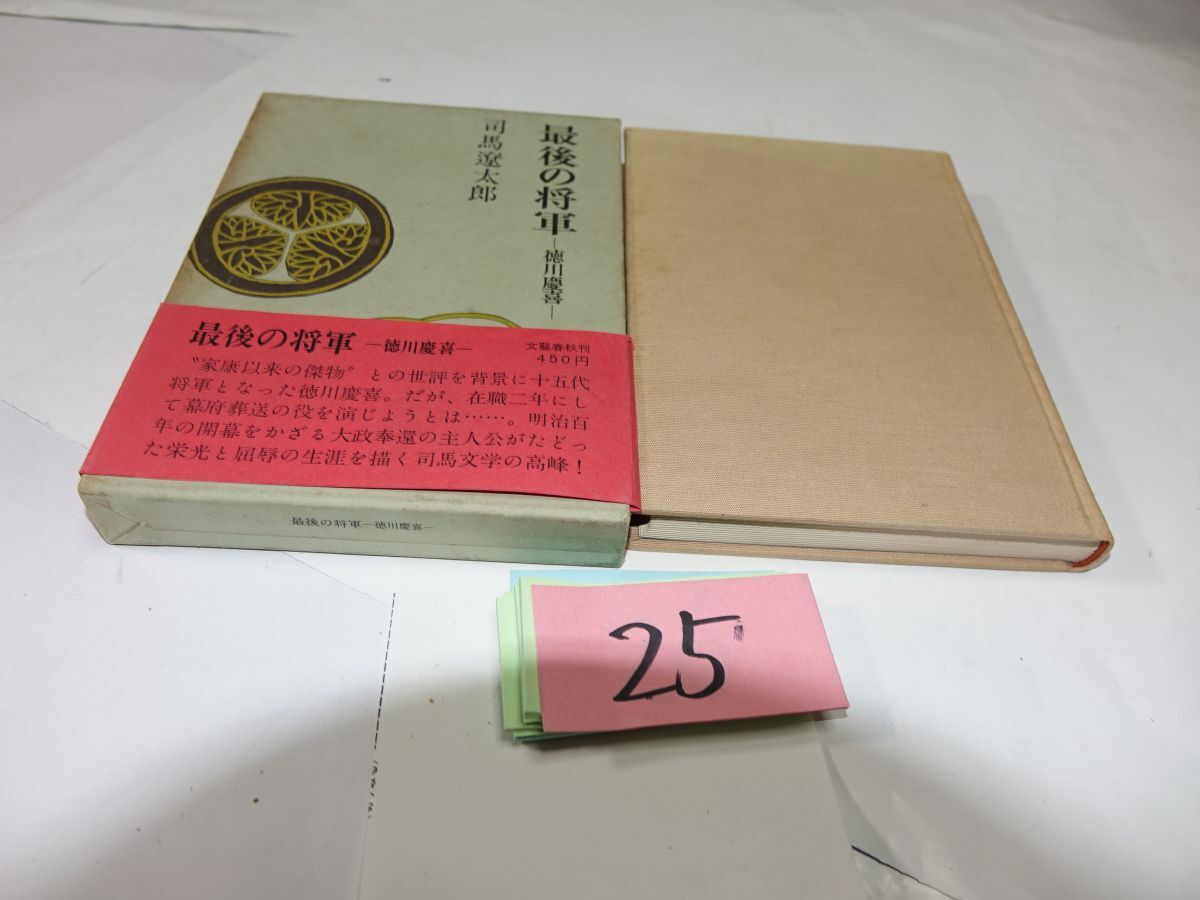 最後の将軍
―徳川慶喜―
司馬遼太郎
最後の将軍―徳川慶喜―
文藝春秋刊
450円
〝家康以来の傑物〟との世評を背景に十五代
将軍となった徳川慶喜。だが、在職二年にし
て幕府葬送の役を演じようとは……。明治百
年の開幕をかざる大政奉還の主人公がたどっ
た栄光と屈辱の生涯を描く司馬文学の高峰！
最後の将軍―徳川慶喜―
25